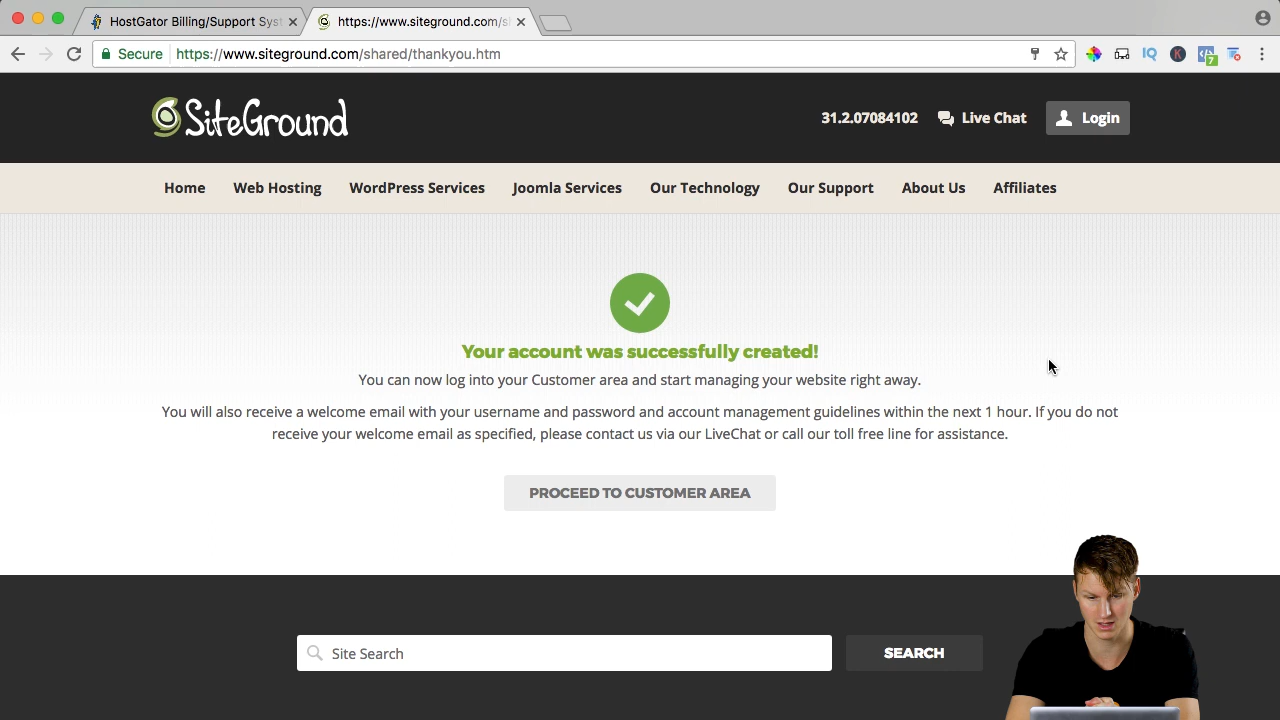 HostGator Billing/Support Syst
https://www.siteground.com/sh
Secure
https://www.siteground.com/shared/thankyou.htm
IQ
K
7
SiteGround
31.2.07084102
Live Chat
Login
Home
Web Hosting
WordPress Services
Joomla Services
Our Technology
Our Support
About Us
Affiliates
Your account was successfully created!
You can now log into your Customer area and start managing your website right away.
You will also receive a welcome email with your username and password and account management guidelines within the next 1 hour. If you do not
receive your welcome email as specified, please contact us via our LiveChat or call our toll free line for assistance.
PROCEED TO CUSTOMER AREA
Site Search
SEARCH